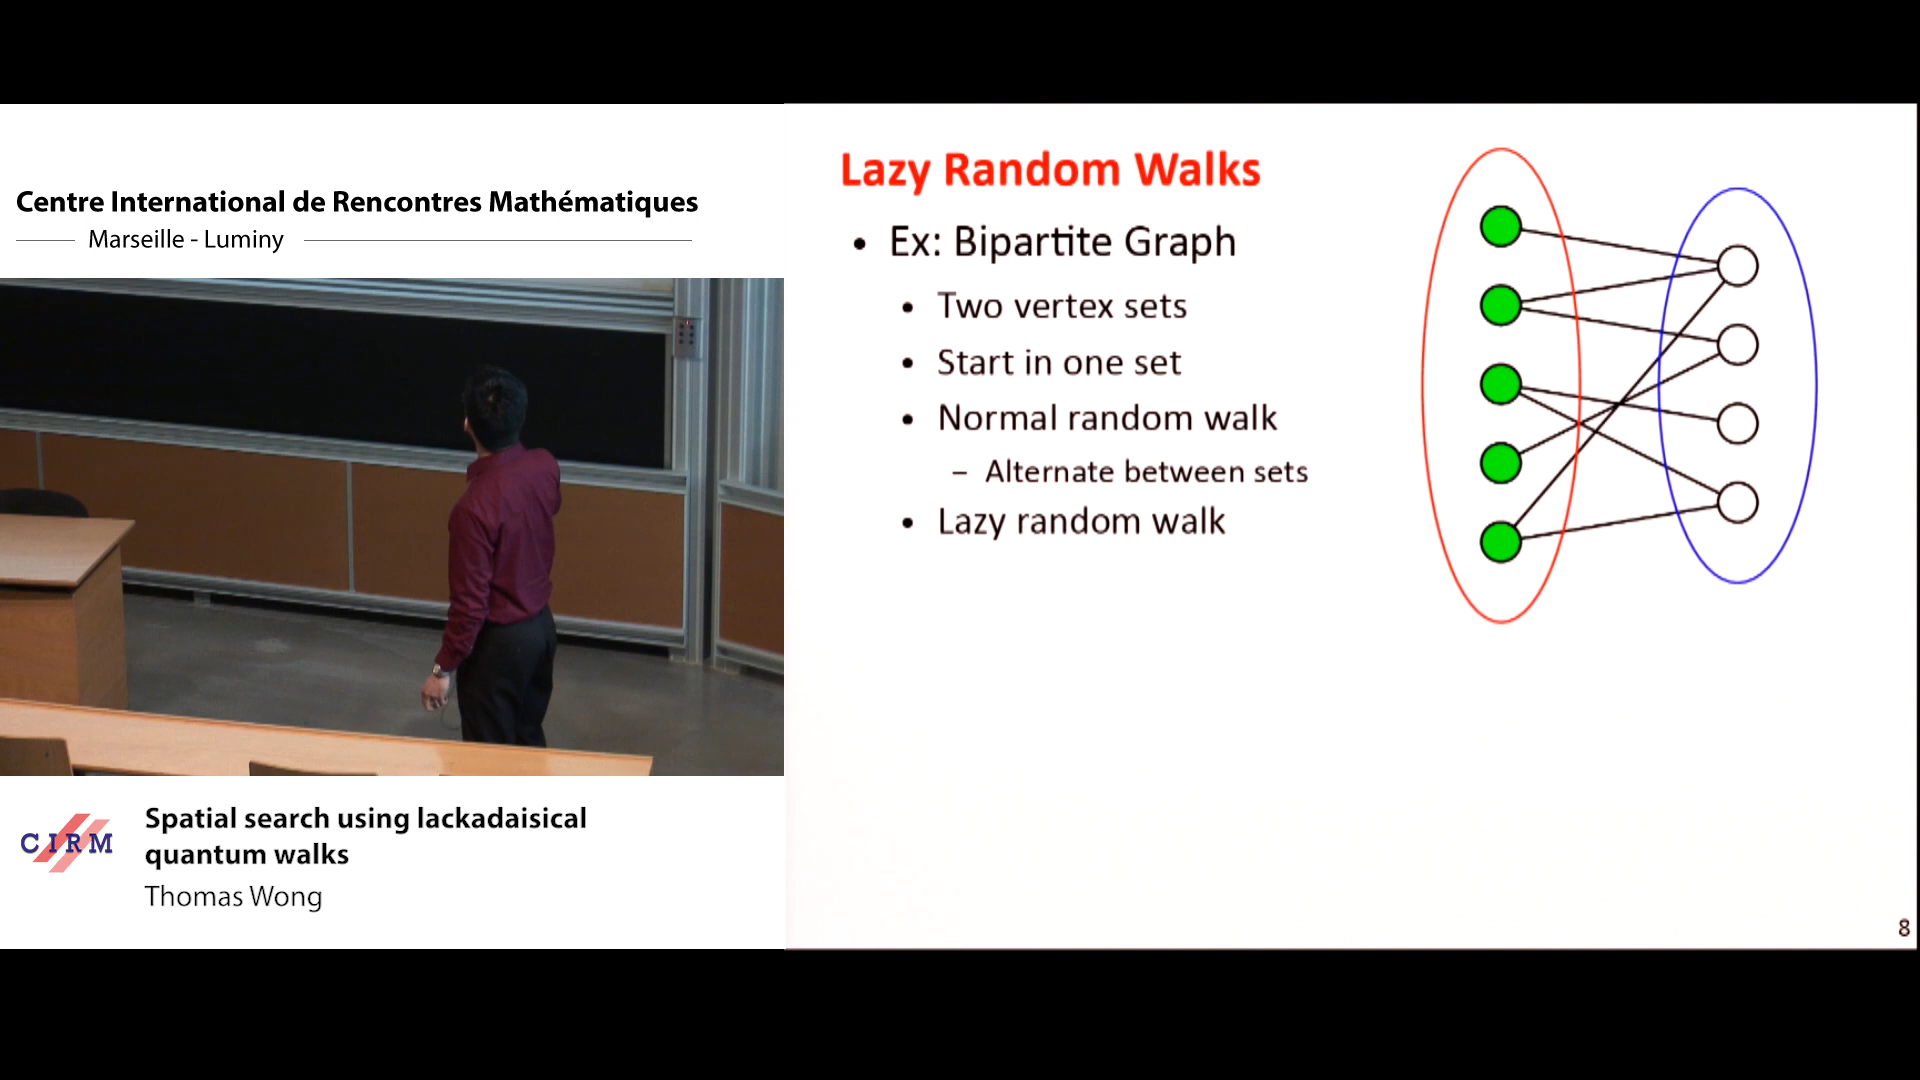 Centre International de Rencontres Mathématiques
Marseille - Luminy
Lazy Random Walks
• Ex: Bipartite Graph
• Two vertex sets
• Start in one set
• Normal random walk
– Alternate between sets
• Lazy random walk
CIRM
Spatial search using lackadaisical
quantum walks
Thomas Wong
8